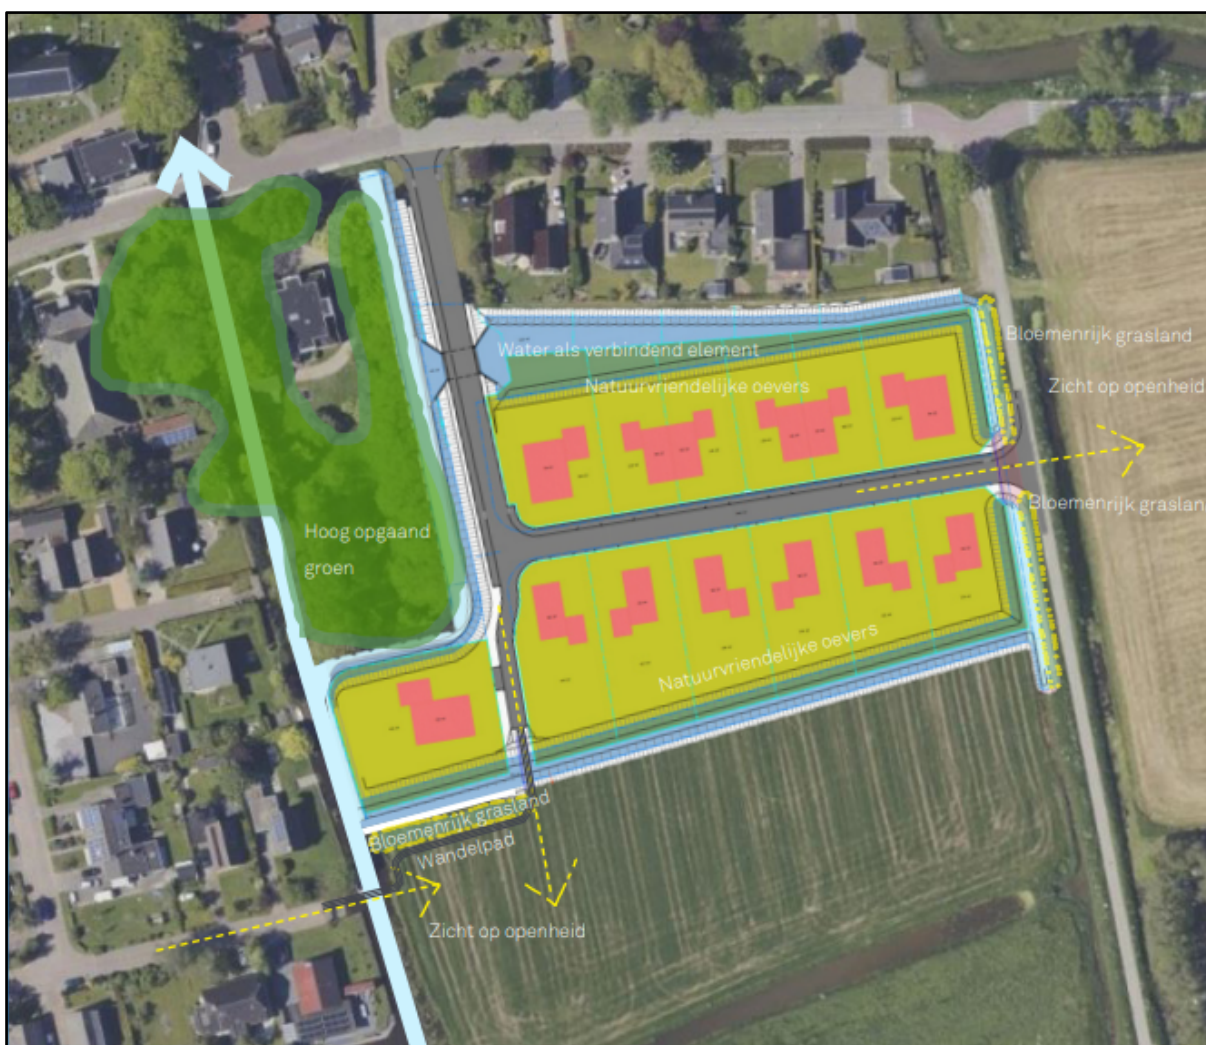 Bloemenrijk grasland
Water als verbindend element
Natuurvriendelijke oevers
Zicht op openheid
Bloemenrijk graslan
Hoog opgaand
groen
Natuurvriendelijke oevers
Bloemenrijk grasland
Wandelpad
Zicht op openheid